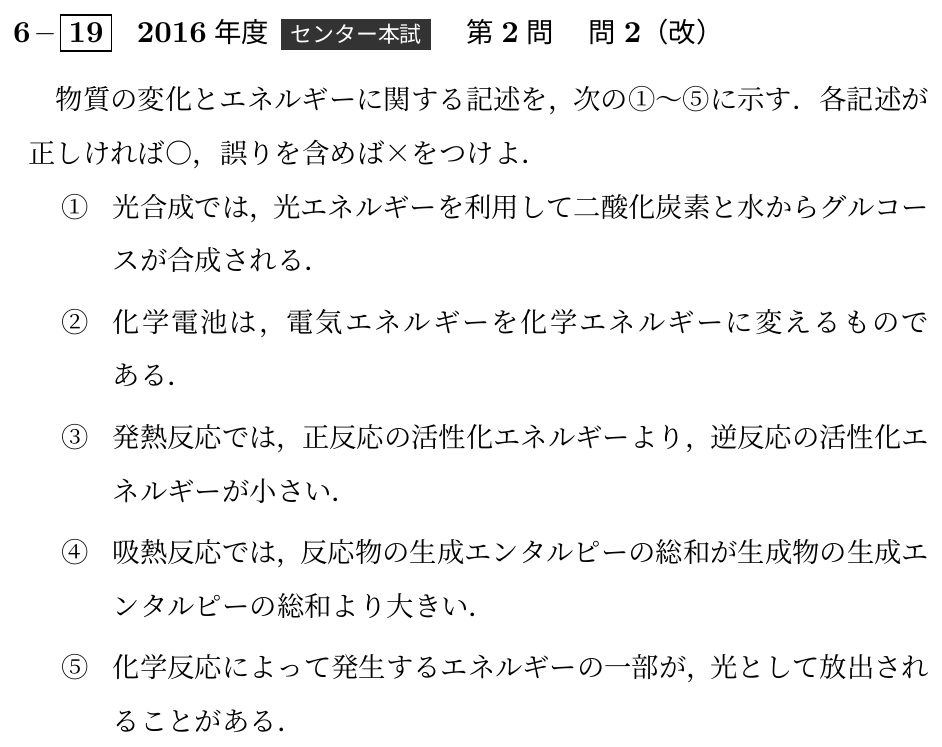 6－19 2016 年度 センター本試 第 2 問 問 2（改）
物質の変化とエネルギーに関する記述を，次の①〜⑤に示す．各記述が
正しければ○，誤りを含めば×をつけよ．
① 光合成では，光エネルギーを利用して二酸化炭素と水からグルコー
スが合成される．
② 化学電池は，電気エネルギーを化学エネルギーに変えるもので
ある．
③ 発熱反応では，正反応の活性化エネルギーより，逆反応の活性化エ
ネルギーが小さい．
④ 吸熱反応では，反応物の生成エンタルピーの総和が生成物の生成エ
ンタルピーの総和より大きい．
⑤ 化学反応によって発生するエネルギーの一部が，光として放出され
ることがある．